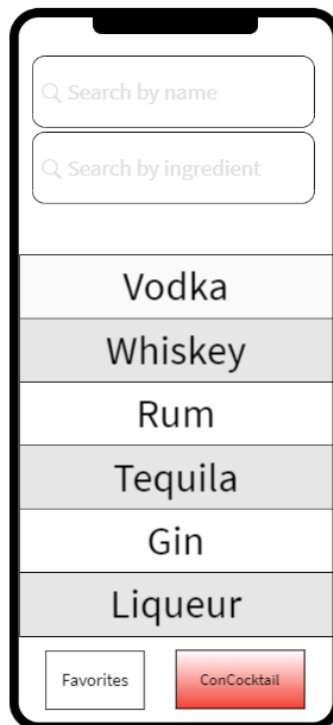 Search by name
Search by ingredient
Vodka
Whiskey
Rum
Tequila
Gin
Liqueur
Favorites
ConCocktail